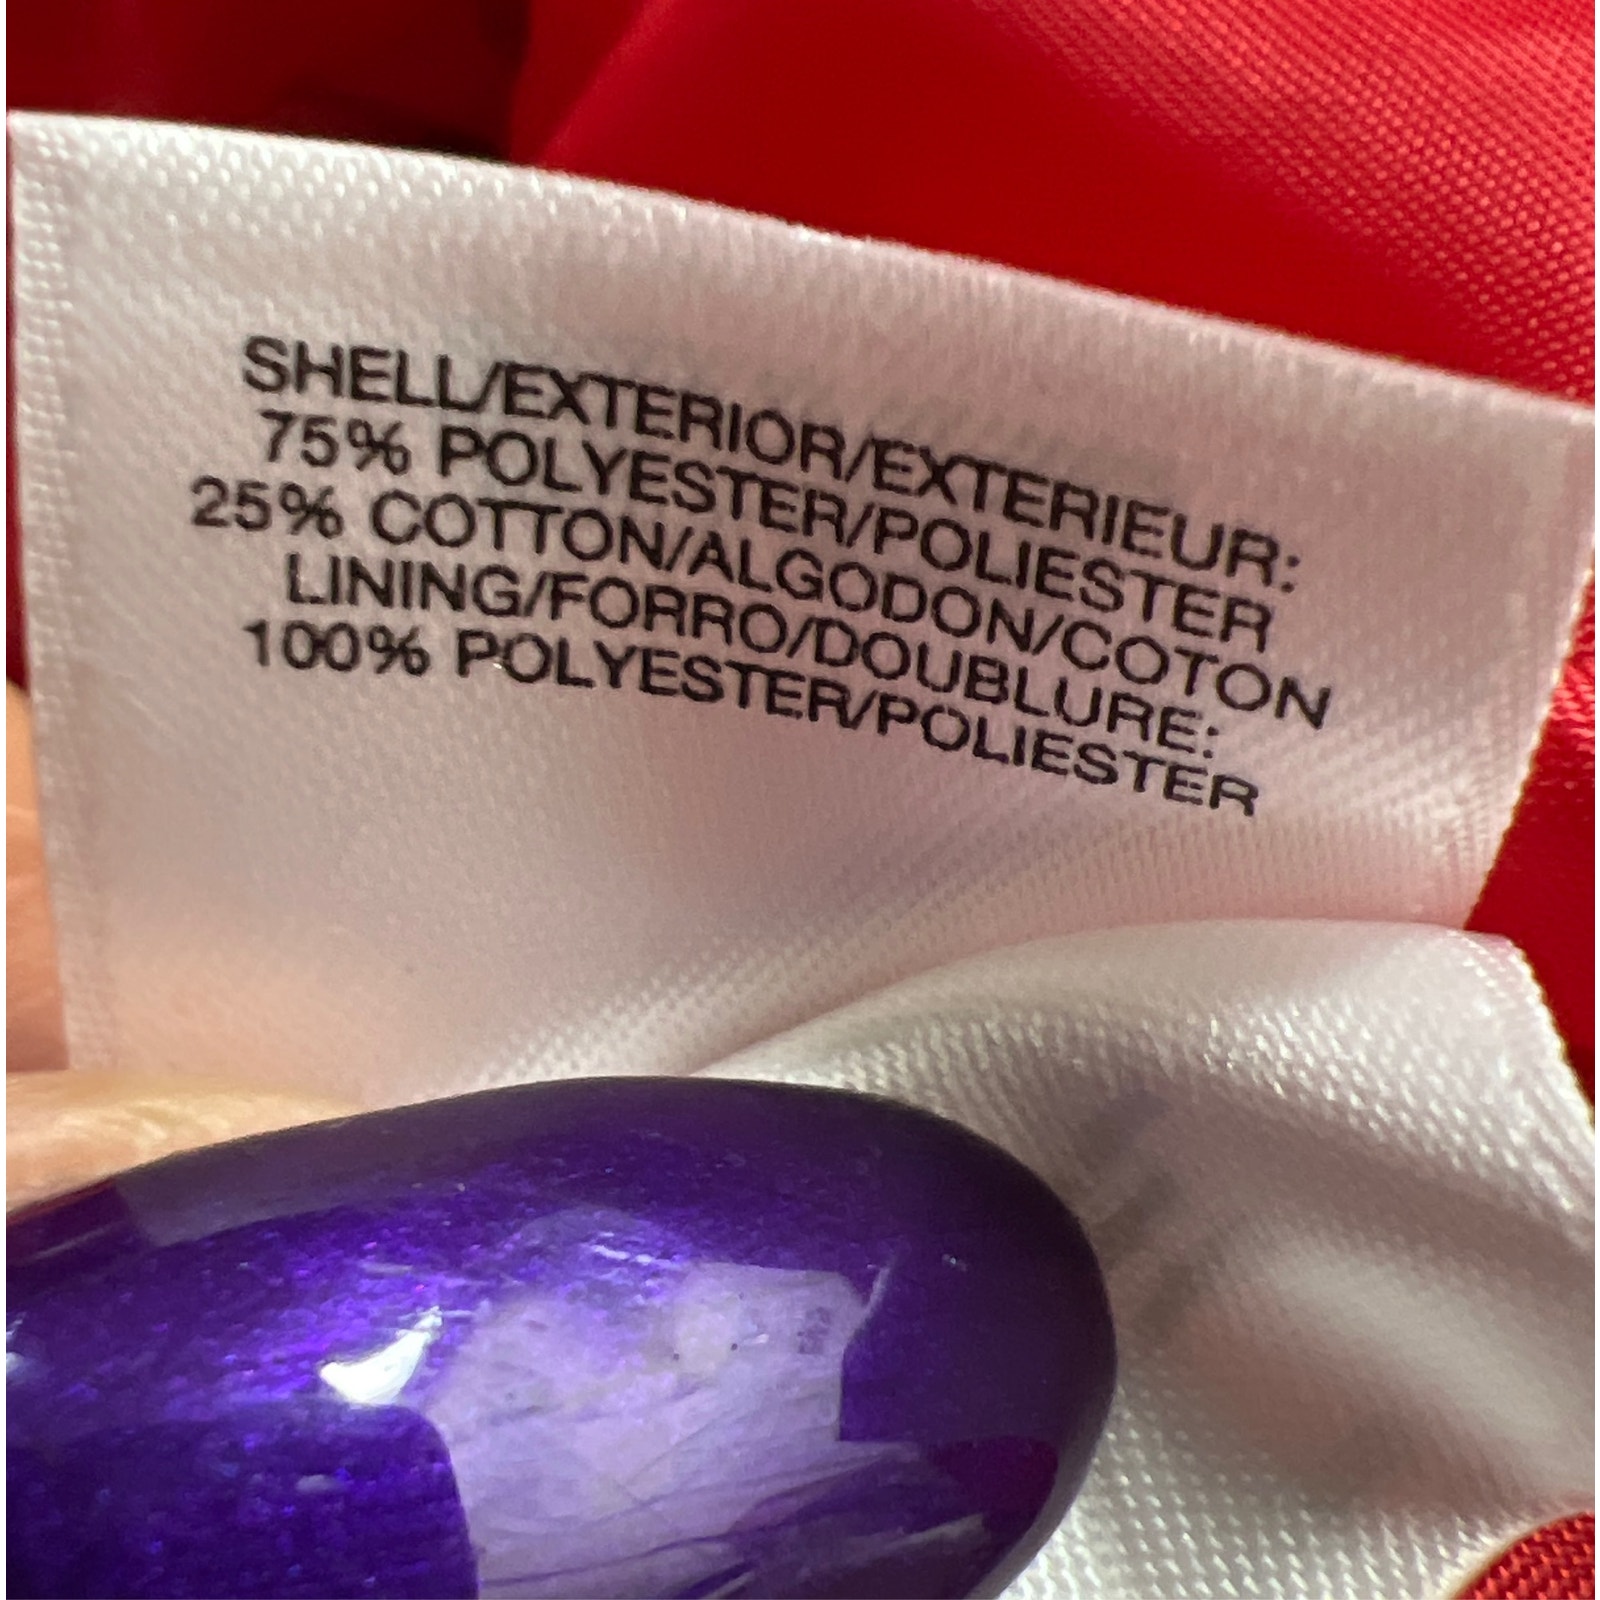 SHELL/EXTERIOR/EXTERIEUR:
75% POLYESTER/POLIESTER
25% COTTON/ALGODON/COTON
LINING/FORRO/DOUBLURE:
100% POLYESTER/POLIESTER